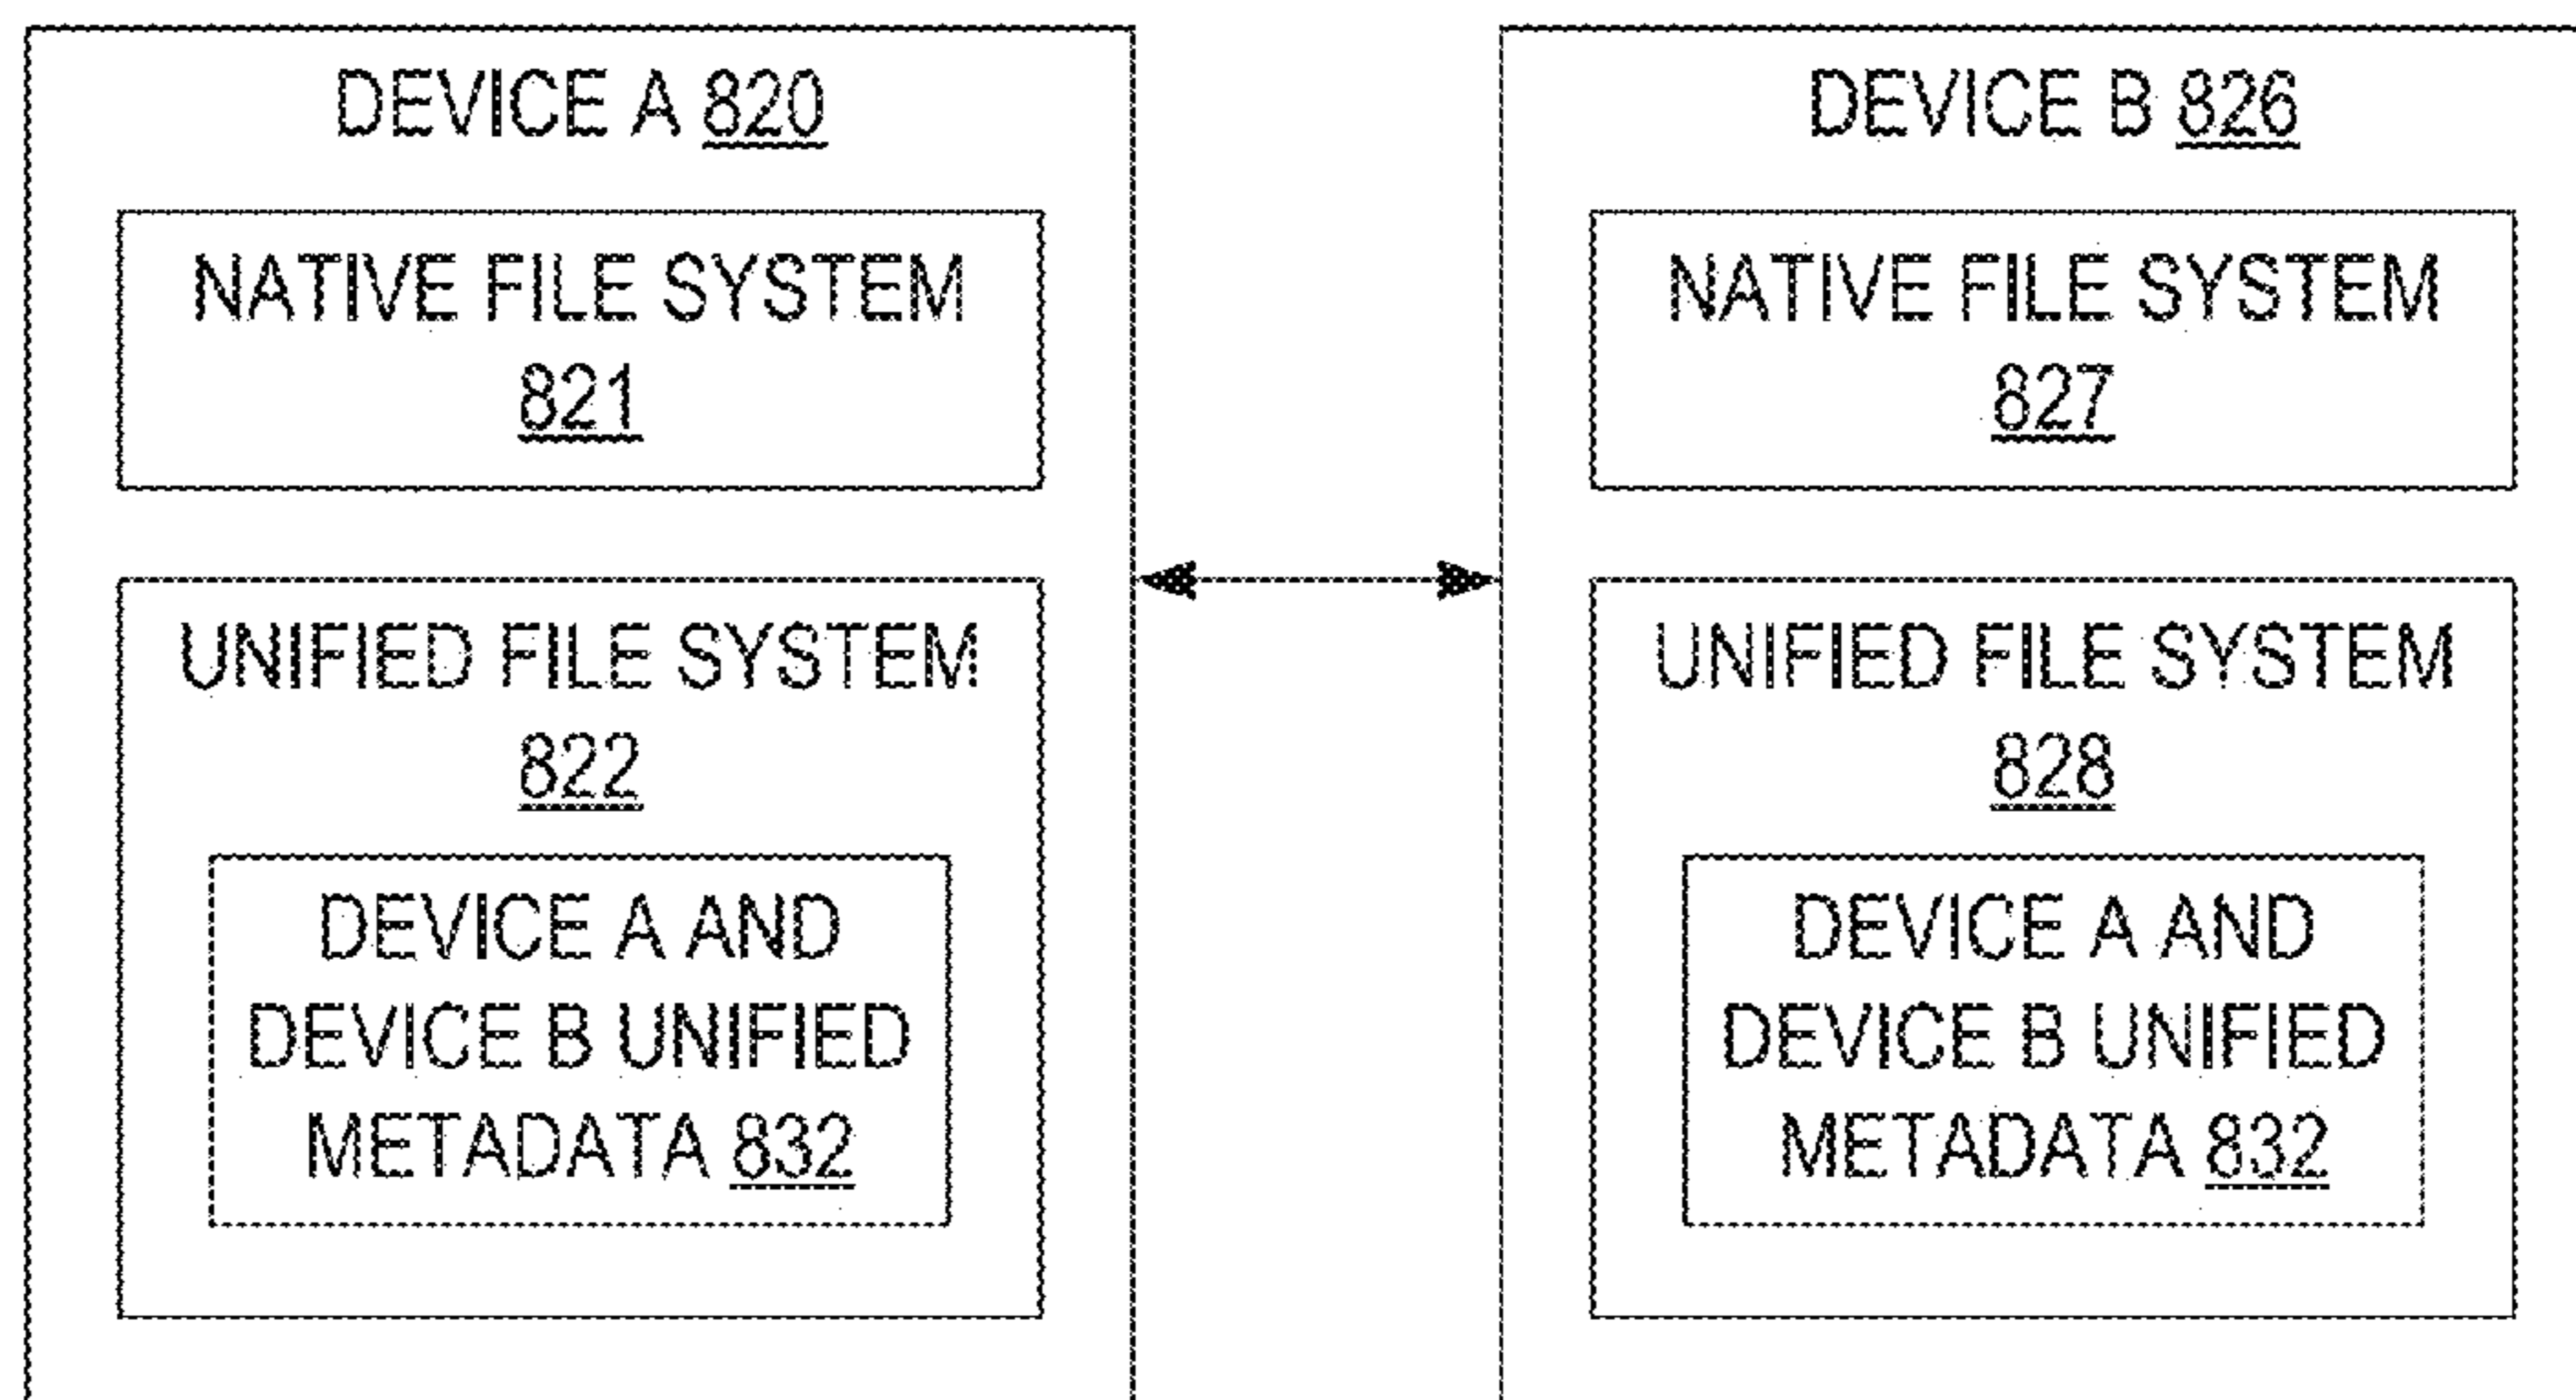 DEVICE A 820
NATIVE FILE SYSTEM
821
UNIFIED FILE SYSTEM
822
DEVICE A AND
DEVICE B UNIFIED
METADATA 832
DEVICE B 826
NATIVE FILE SYSTEM
827
UNIFIED FILE SYSTEM
828
DEVICE A AND
DEVICE B UNIFIED
METADATA 832